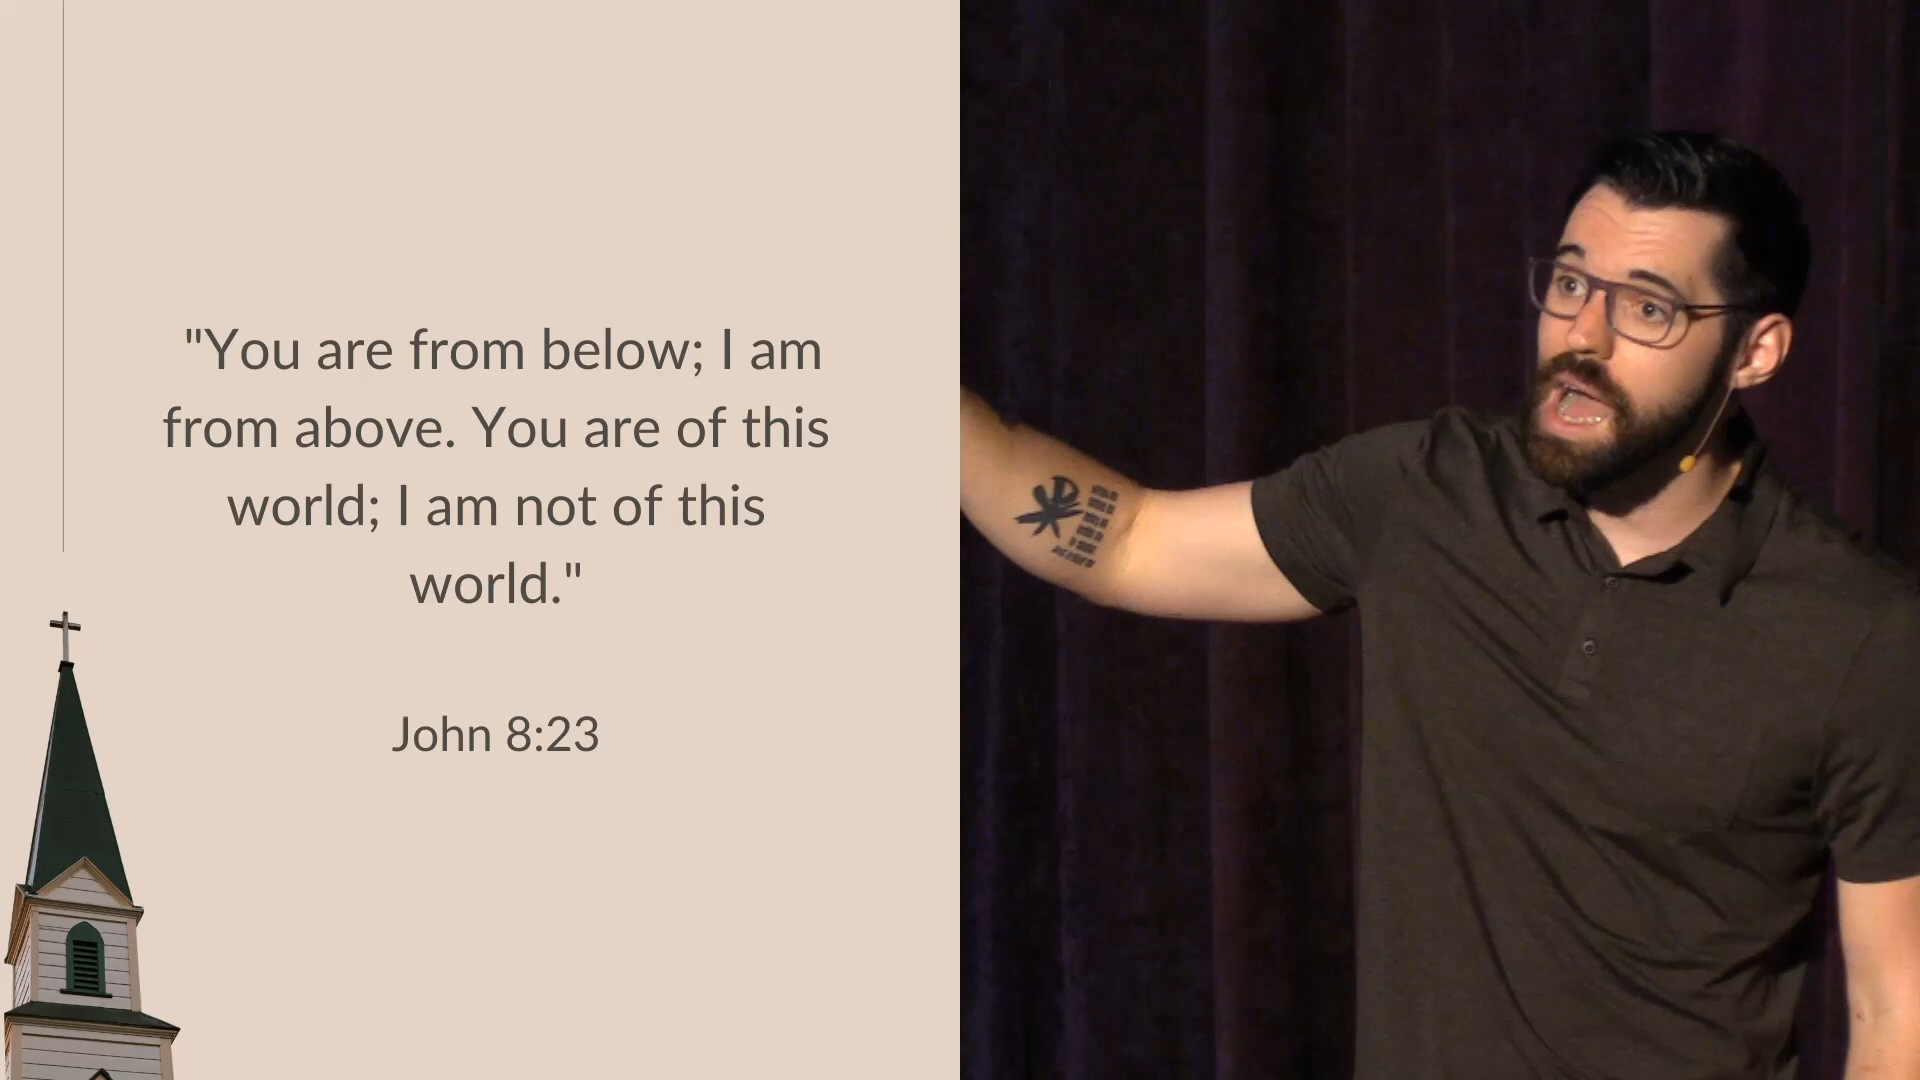 "You are from below; I am
from above. You are of this
world; I am not of this
world."
John 8:23